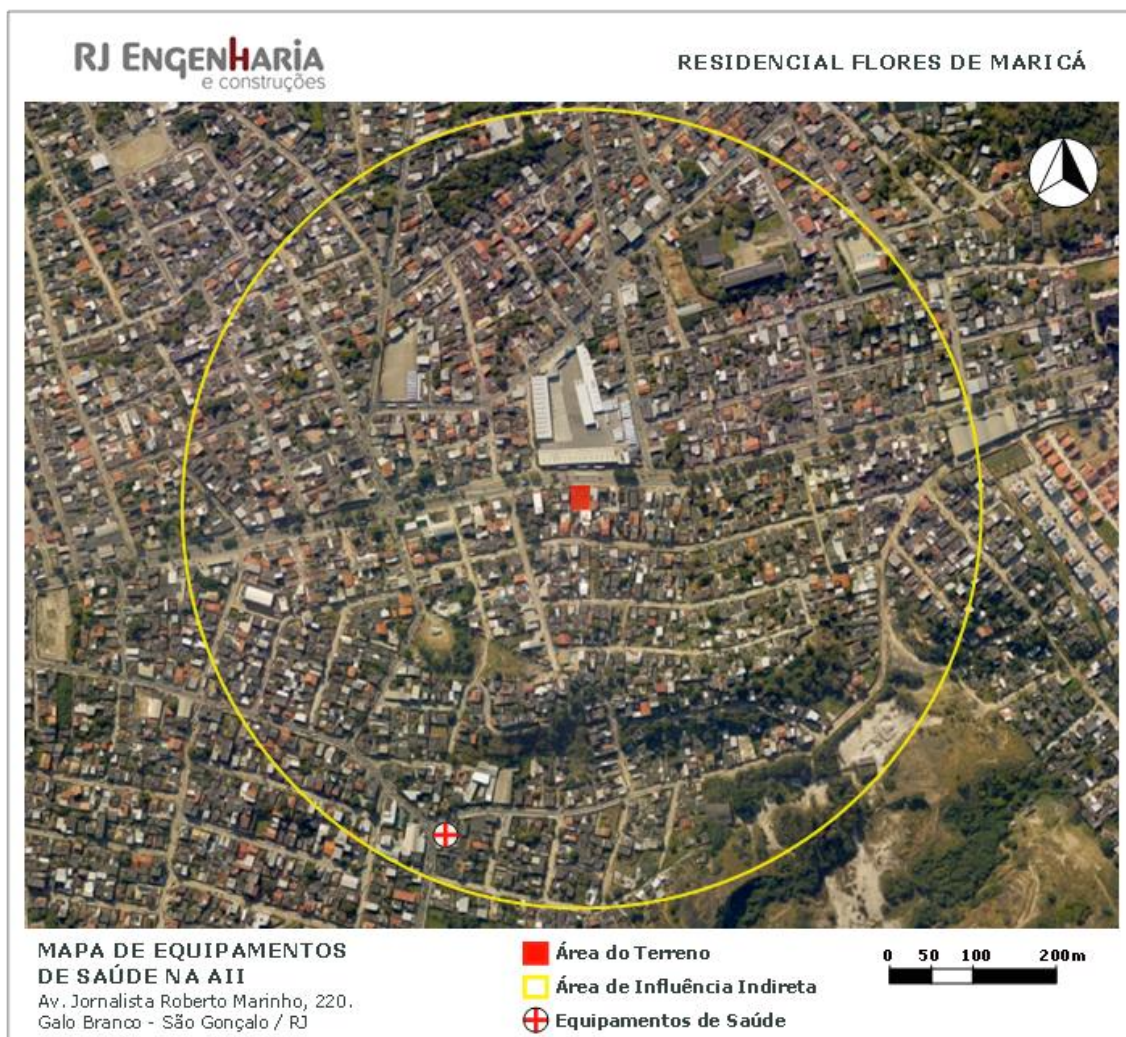 RJ ENGENHARIA
e construções
RESIDENCIAL FLORES DE MARICÁ
MAPA DE EQUIPAMENTOS
DE SAÚDE NA AII
Av. Jornalista Roberto Marinho, 220.
Galo Branco - São Gonçalo / RJ
Área do Terreno
Área de Influência Indireta
Equipamentos de Saúde
0 50 100 200m